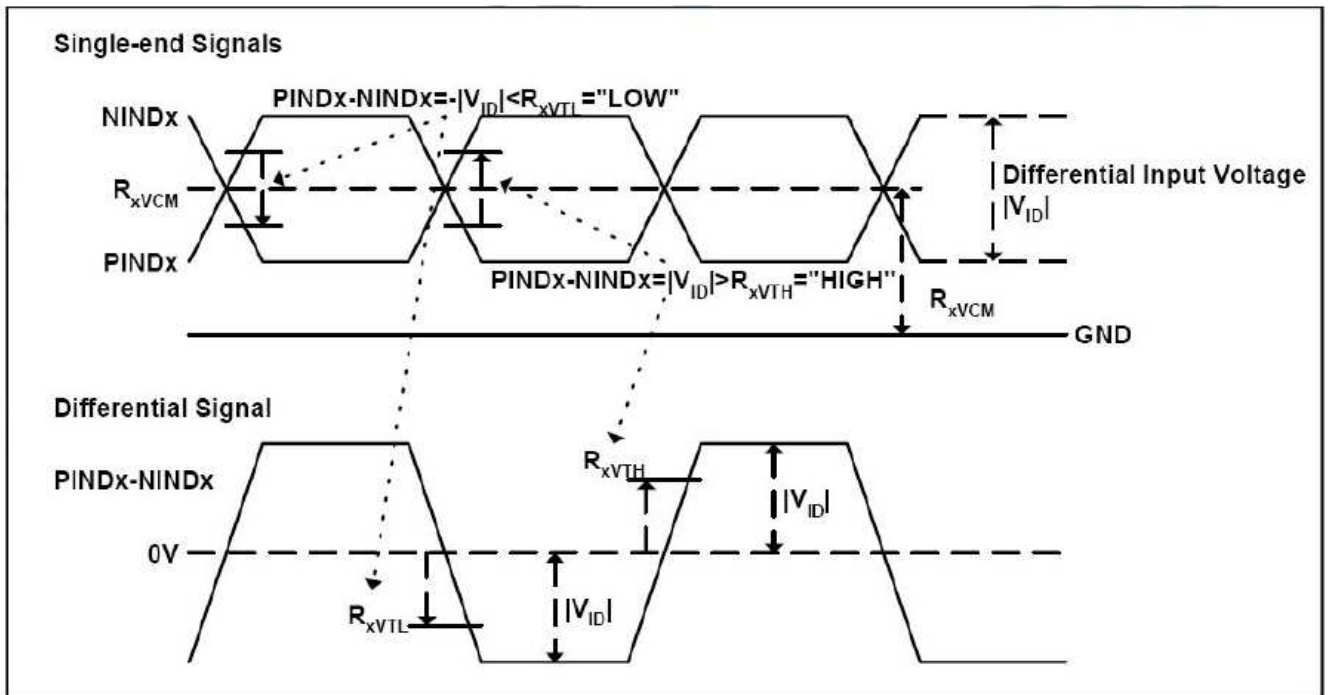 Single-end Signals
PINDx-NINDx=-|VID|<RxVTL="LOW"
NINDx
RxVCM
Differential Input Voltage
|VID|
PINDx
PINDx-NINDx=|VID|>RxVTH="HIGH"
RxVCM
GND
Differential Signal
PINDx-NINDx
RxVTH
|VID|
0V
RxVTL
|VID|